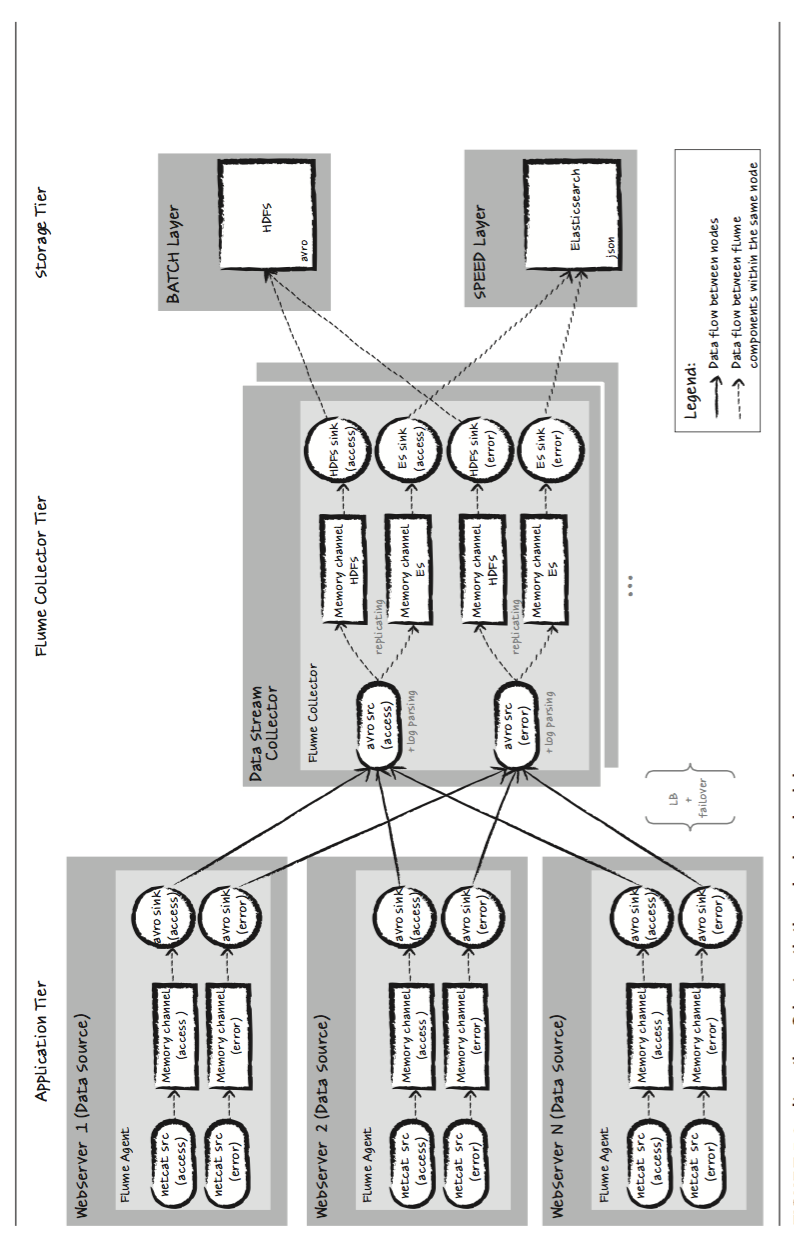 Application Tier
Flume Collector Tier
Storage Tier
WebServer 1 (Data Source)
Flume Agent
netcat src
(access)
Memory channel
(access)
avro sink
(access)
netcat src
(error)
Memory channel
(error)
avro sink
(error)
WebServer 2 (Data Source)
Flume Agent
netcat src
(access)
Memory channel
(access)
avro sink
(access)
netcat src
(error)
Memory channel
(error)
avro sink
(error)
WebServer N (Data Source)
Flume Agent
netcat src
(access)
Memory channel
(access)
avro sink
(access)
netcat src
(error)
Memory channel
(error)
avro sink
(error)
LB
+
failover
Data Stream
Collector
Flume Collector
avro src
(access)
+ log parsing
replicating
Memory channel
HDFS
HDFS sink
(access)
Memory channel
Es
Es sink
(access)
avro src
(error)
+ log parsing
replicating
Memory channel
HDFS
HDFS sink
(error)
Memory channel
Es
Es sink
(error)
...
BATCH Layer
HDFS
avro
SPEED Layer
Elasticsearch
json
Legend:
Data flow between nodes
Data flow between flume
components within the same node